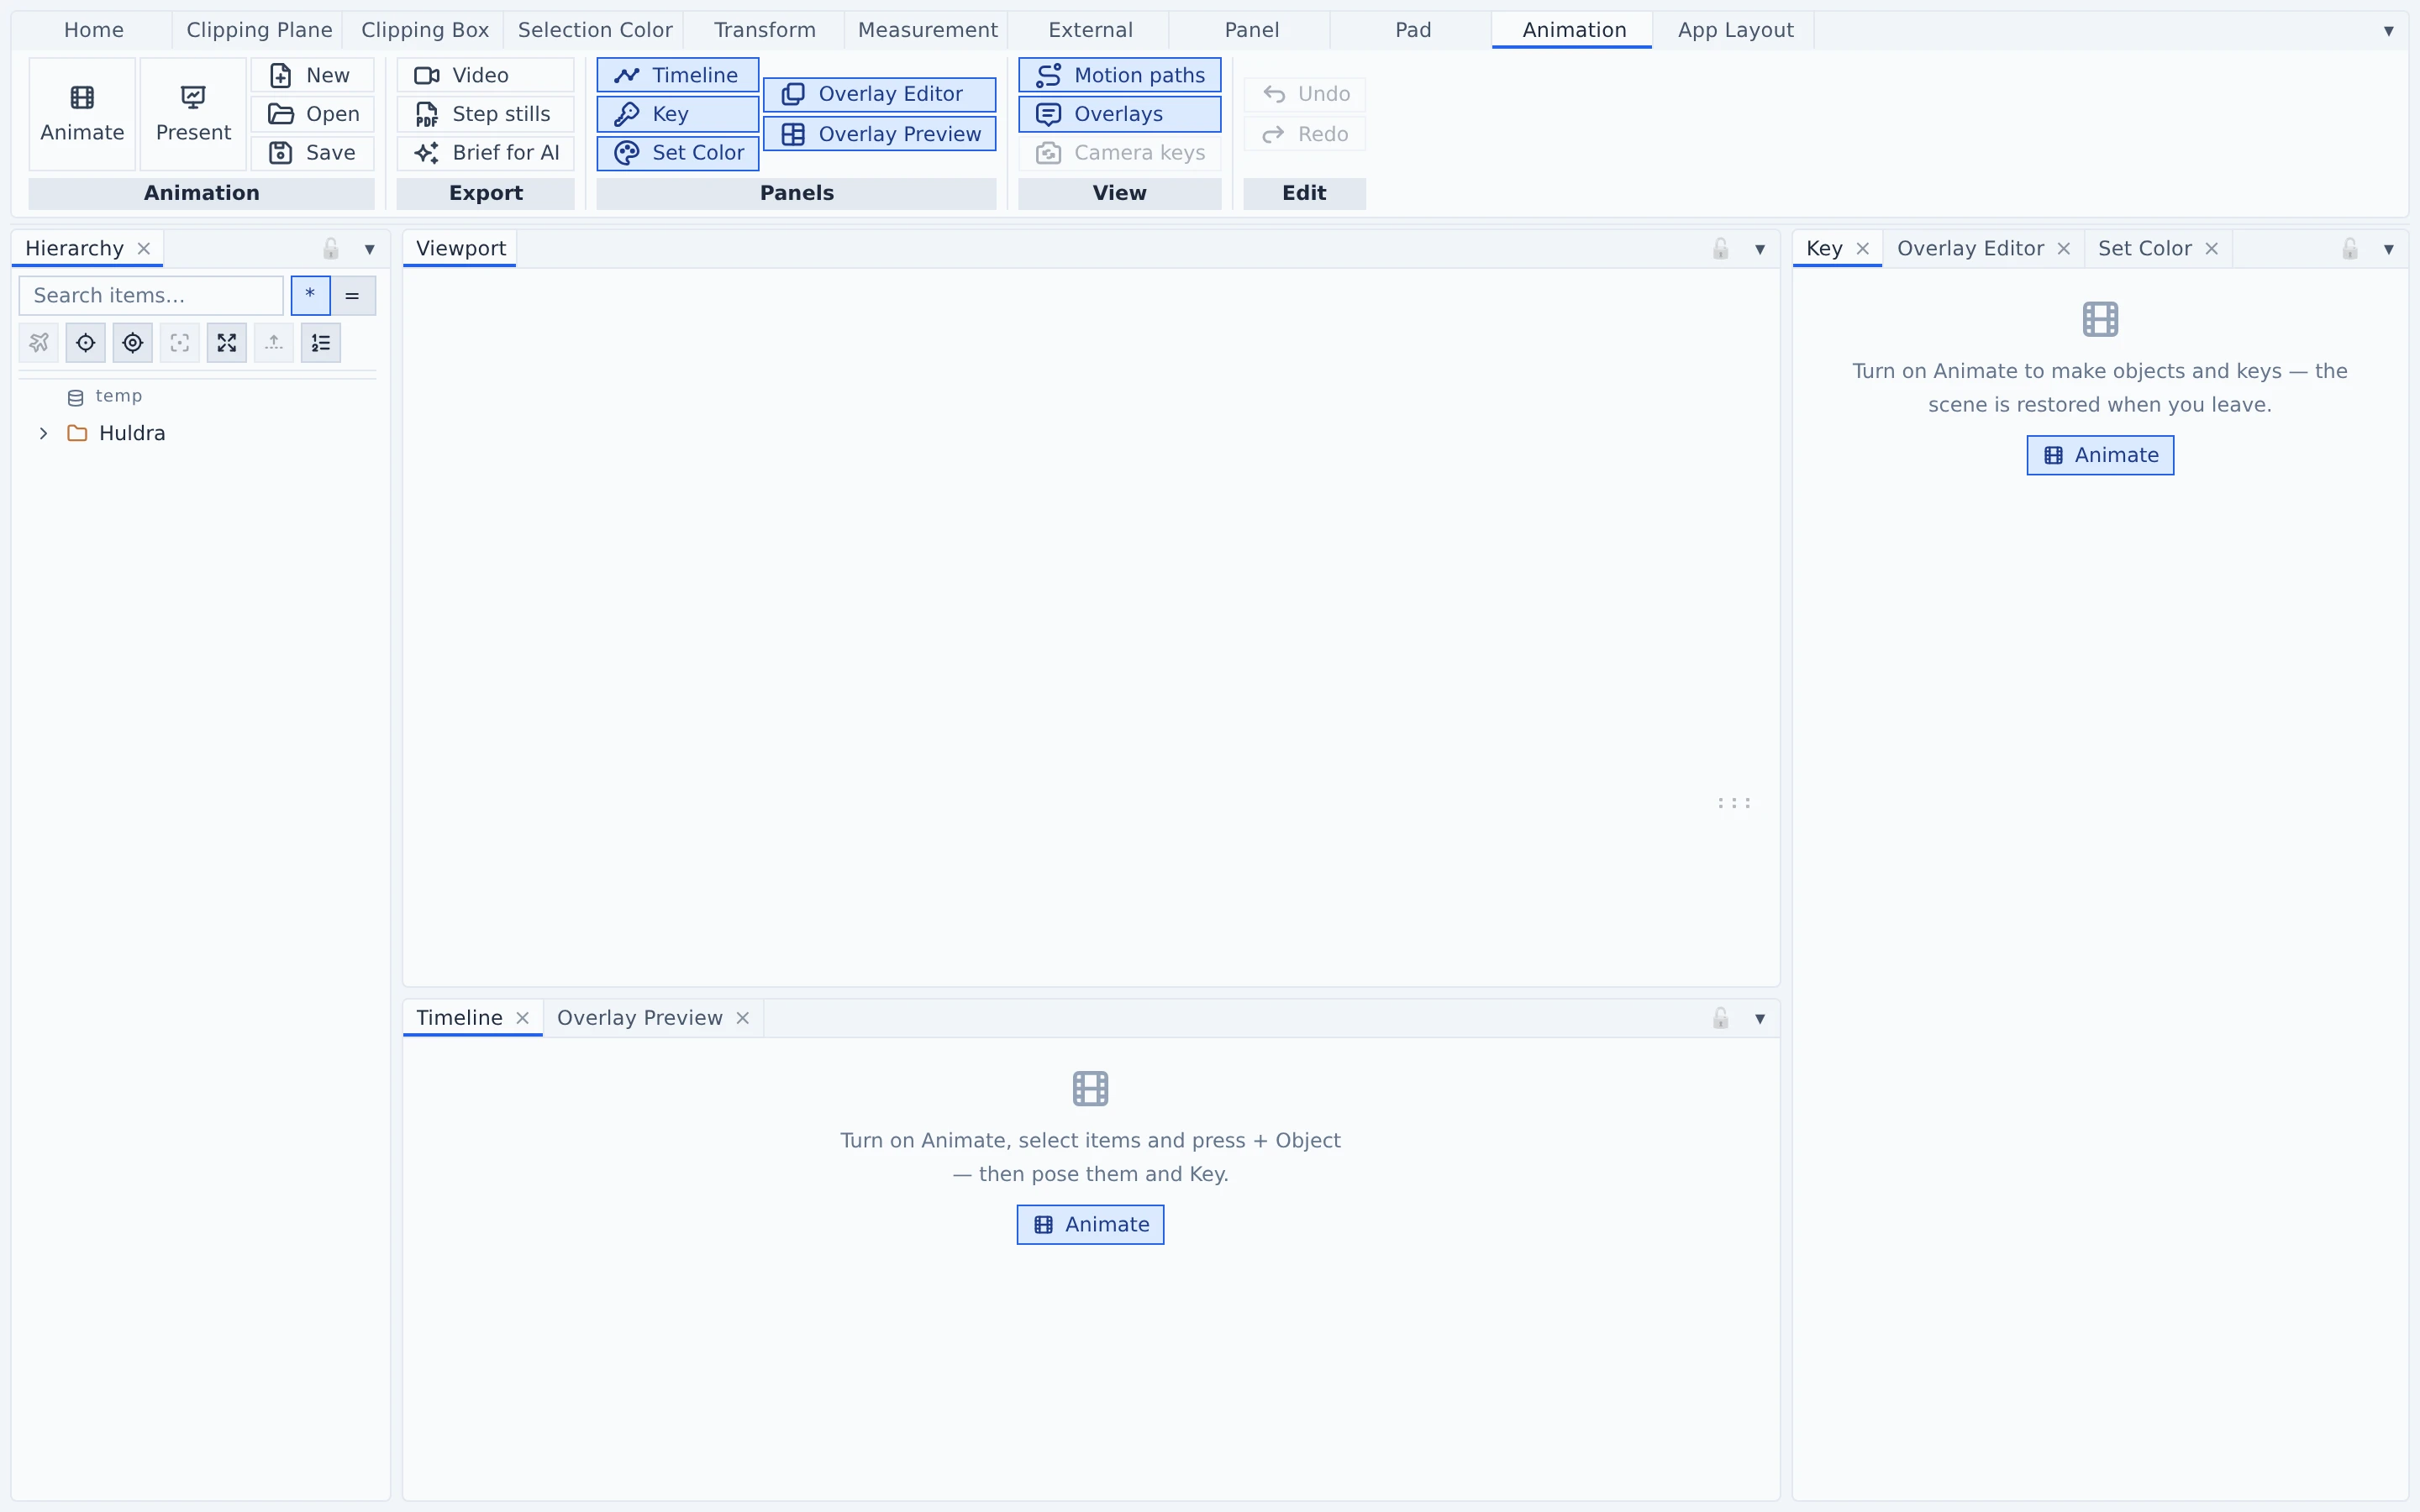 Home Clipping Plane Clipping Box Selection Color Transform Measurement External Panel Pad Animation App Layout
Animate
Present
New
Open
Save
Animation
Video
Step stills
Brief for AI
Export
Timeline
Key
Set Color
Overlay Editor
Overlay Preview
Panels
Motion paths
Overlays
Camera keys
View
Undo
Redo
Edit
Hierarchy
Search items...
* =
temp
Huldra
Viewport
Timeline Overlay Preview
Turn on Animate, select items and press + Object
— then pose them and Key.
Animate
Key Overlay Editor Set Color
Turn on Animate to make objects and keys — the
scene is restored when you leave.
Animate